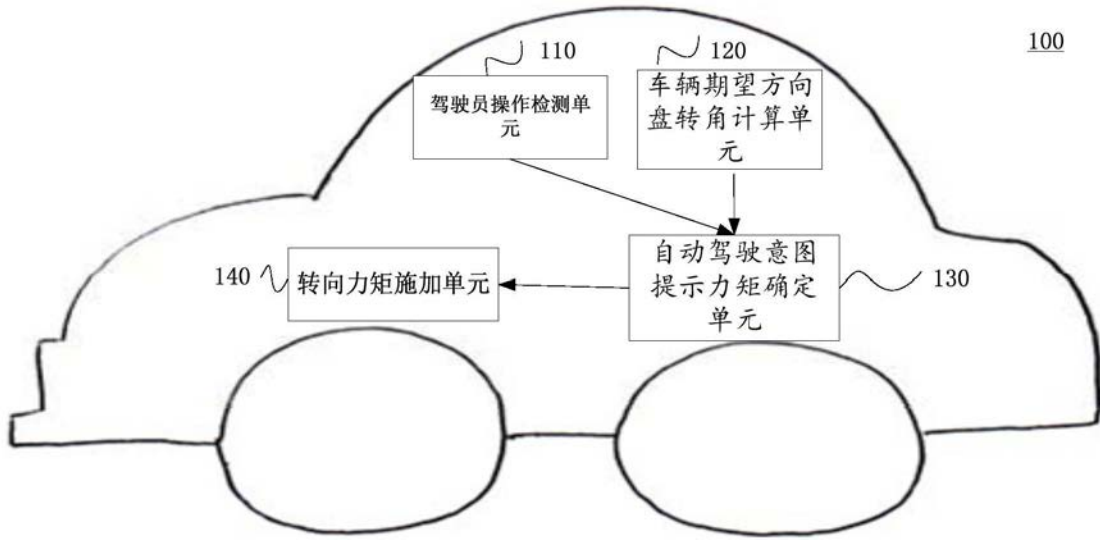 100
110
驾驶员操作检测单
元
120
车辆期望方向
盘转角计算单
元
自动驾驶意图
提示力矩确定
单元
130
140
转向力矩施加单元